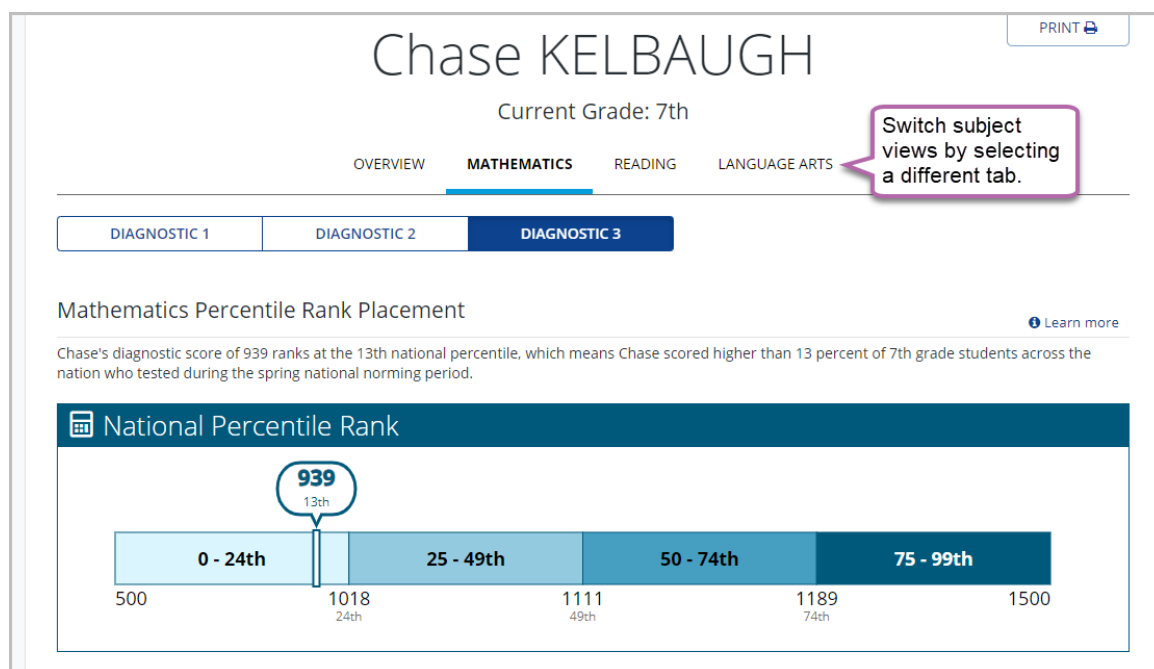 PRINT
Chase KELBAUGH
Current Grade: 7th
Switch subject
views by selecting
a different tab.
OVERVIEW MATHEMATICS READING LANGUAGE ARTS
DIAGNOSTIC 1 DIAGNOSTIC 2 DIAGNOSTIC 3
Mathematics Percentile Rank Placement
Learn more
Chase's diagnostic score of 939 ranks at the 13th national percentile, which means Chase scored higher than 13 percent of 7th grade students across the
nation who tested during the spring national norming period.
National Percentile Rank
939
13th
0 - 24th 25 - 49th 50 - 74th 75 - 99th
500 1018 1111 1189 1500
24th 49th 74th